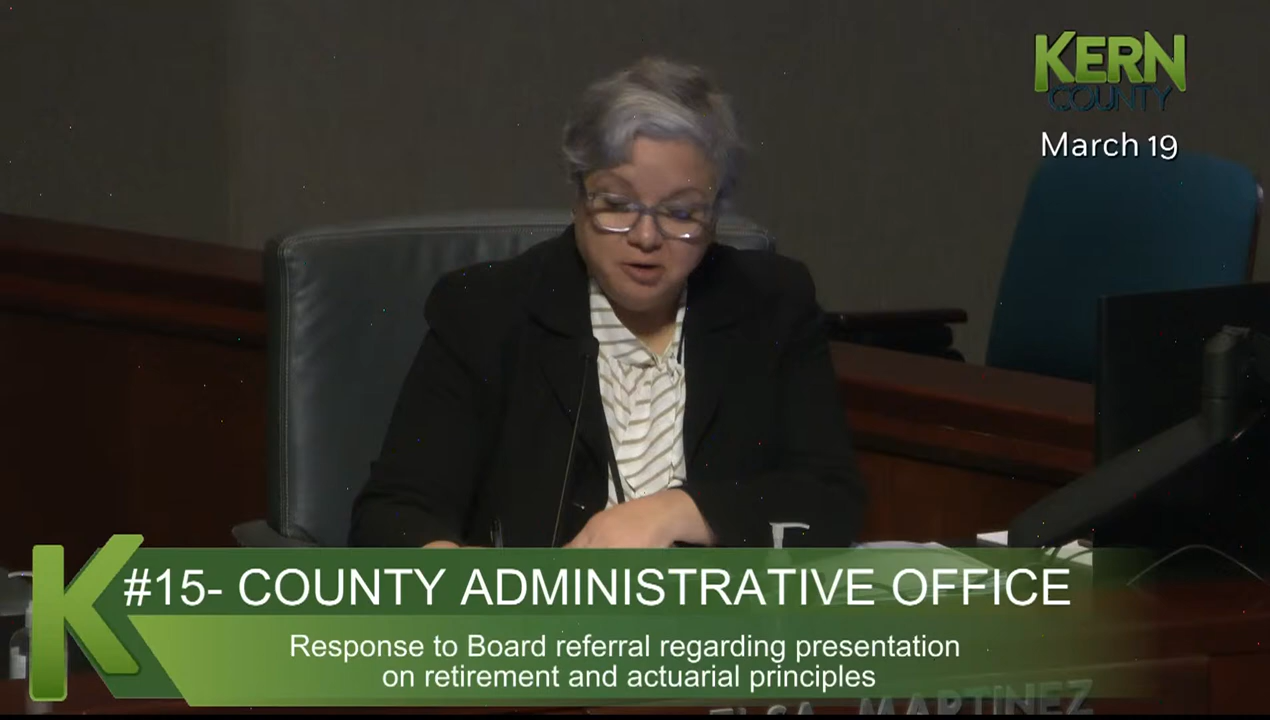 KERN
COUNTY
March 19
#15- COUNTY ADMINISTRATIVE OFFICE
Response to Board referral regarding presentation
on retirement and actuarial principles
MARTINEZ